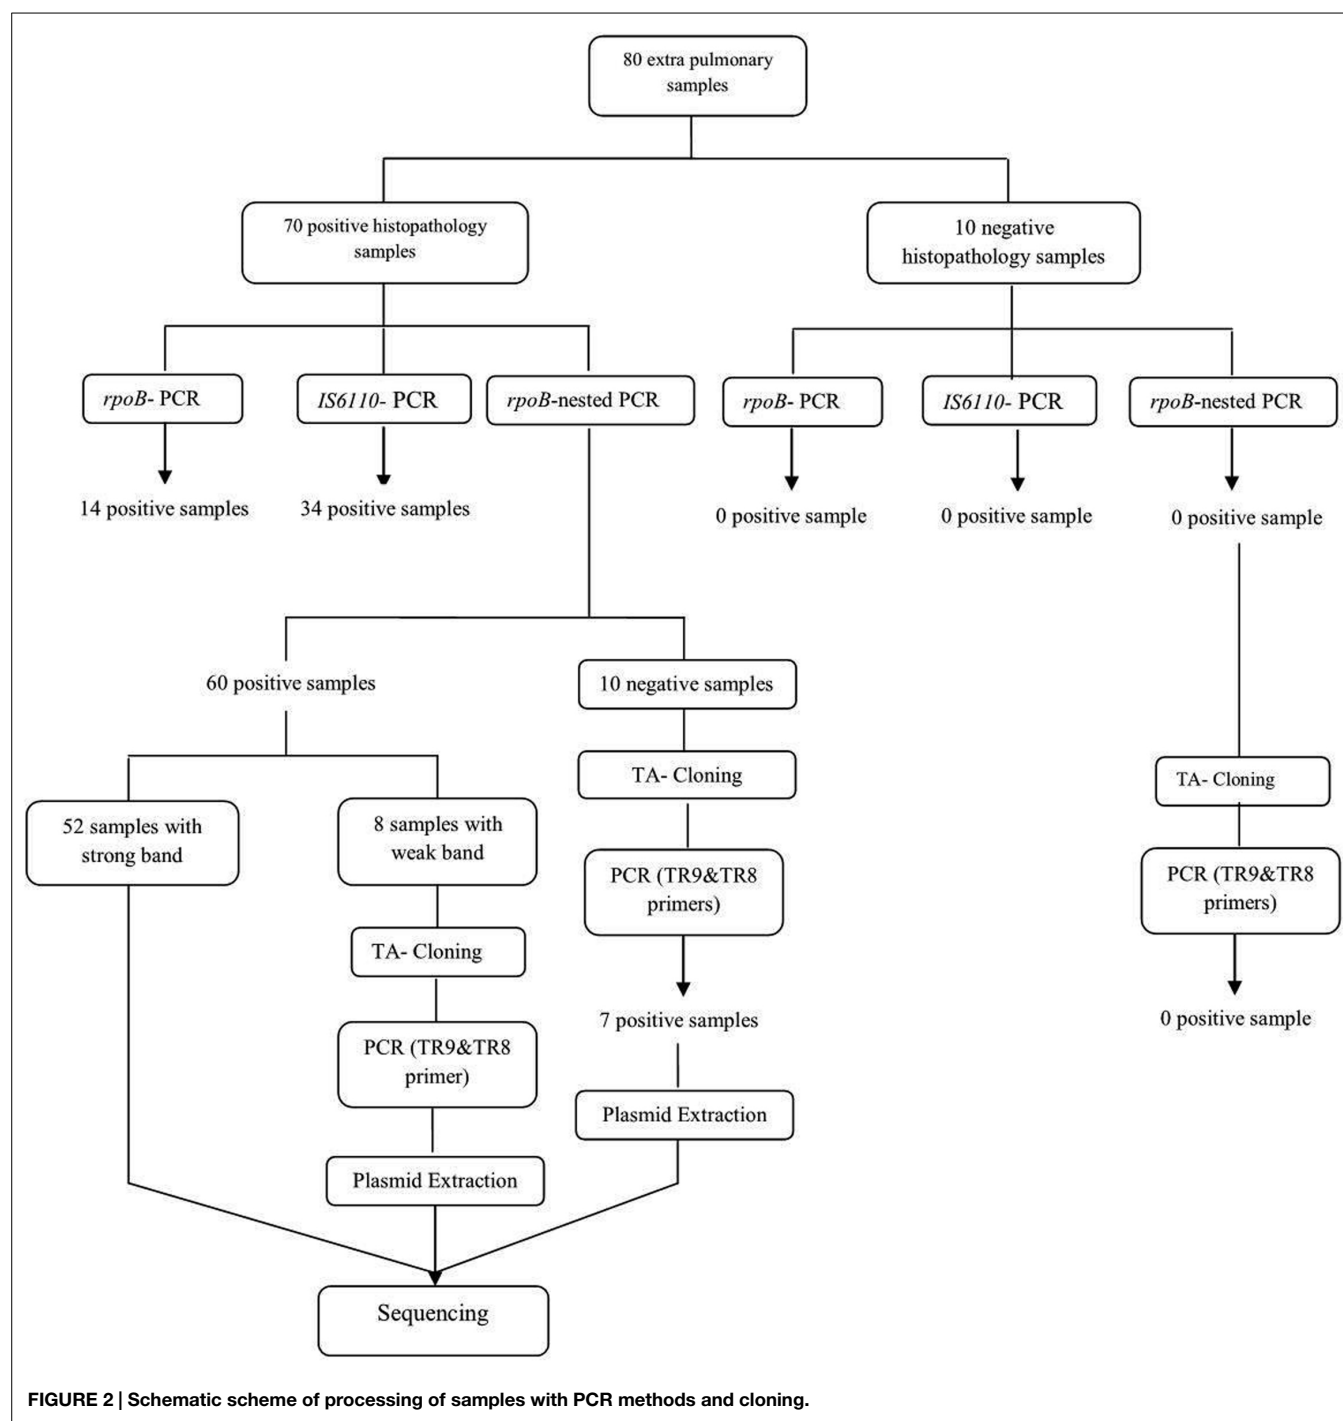 80 extra pulmonary
samples
70 positive histopathology
samples
10 negative
histopathology samples
rpoB- PCR
IS6110- PCR
rpoB-nested PCR
rpoB- PCR
IS6110- PCR
rpoB-nested PCR
14 positive samples
34 positive samples
0 positive sample
0 positive sample
0 positive sample
60 positive samples
10 negative samples
TA- Cloning
TA- Cloning
52 samples with
strong band
8 samples with
weak band
PCR (TR9&TR8
primers)
PCR (TR9&TR8
primers)
TA- Cloning
7 positive samples
0 positive sample
PCR (TR9&TR8
primer)
Plasmid Extraction
Plasmid Extraction
Sequencing
FIGURE 2 | Schematic scheme of processing of samples with PCR methods and cloning.